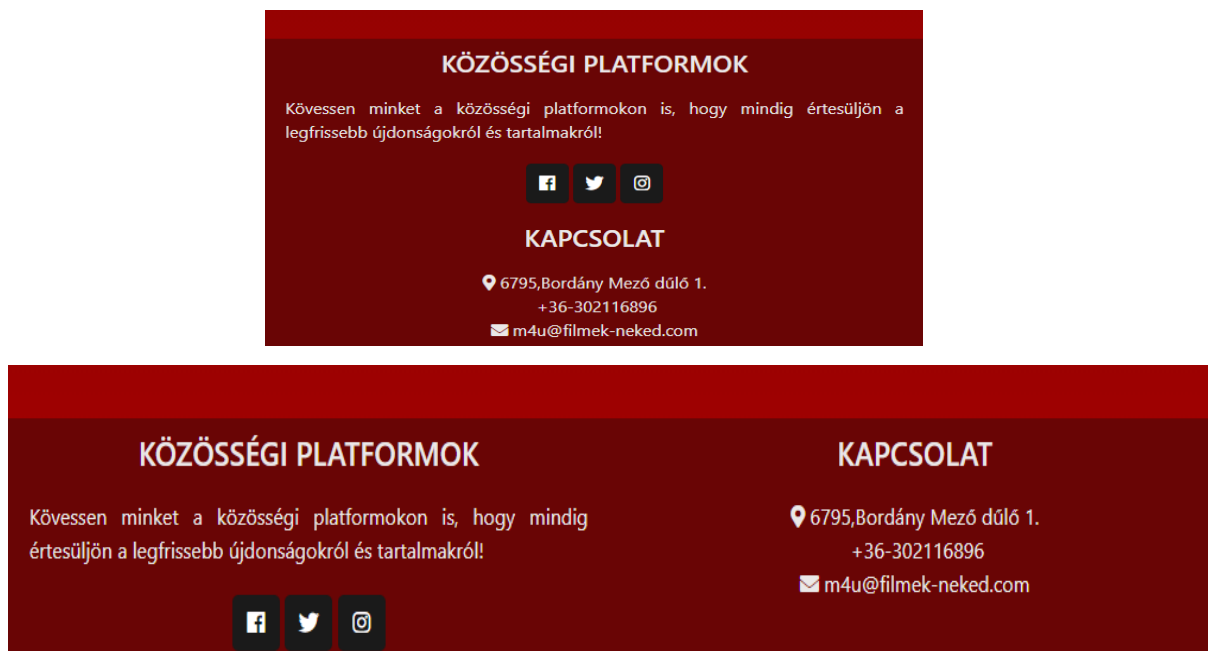 KÖZÖSSÉGI PLATFORMOK
Kövessen minket a közösségi platformokon is, hogy mindig értesüljön a
legfrissebb újdonságokról és tartalmakról!
KAPCSOLAT
6795,Bordány Mező dűlő 1.
+36-302116896
m4u@filmek-neked.com
KÖZÖSSÉGI PLATFORMOK
Kövessen minket a közösségi platformokon is, hogy mindig
értesüljön a legfrissebb újdonságokról és tartalmakról!
KAPCSOLAT
6795,Bordány Mező dűlő 1.
+36-302116896
m4u@filmek-neked.com